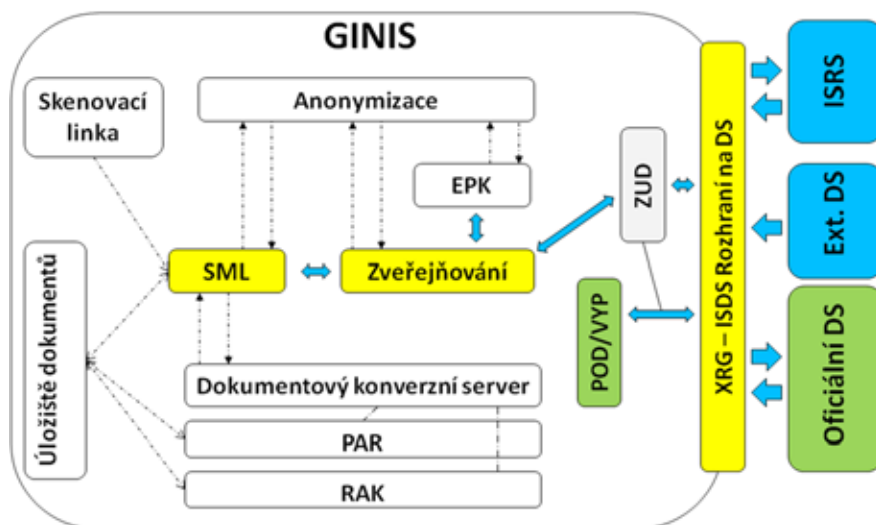 GINIS
Skenovací
linka
Anonymizace
EPK
ZUD
SML
Zveřejňování
Úložiště dokumentů
POD/VYP
Dokumentový konverzní server
PAR
RAK
XRG – ISDS Rozhraní na DS
ISRS
Ext. DS
Oficiální DS